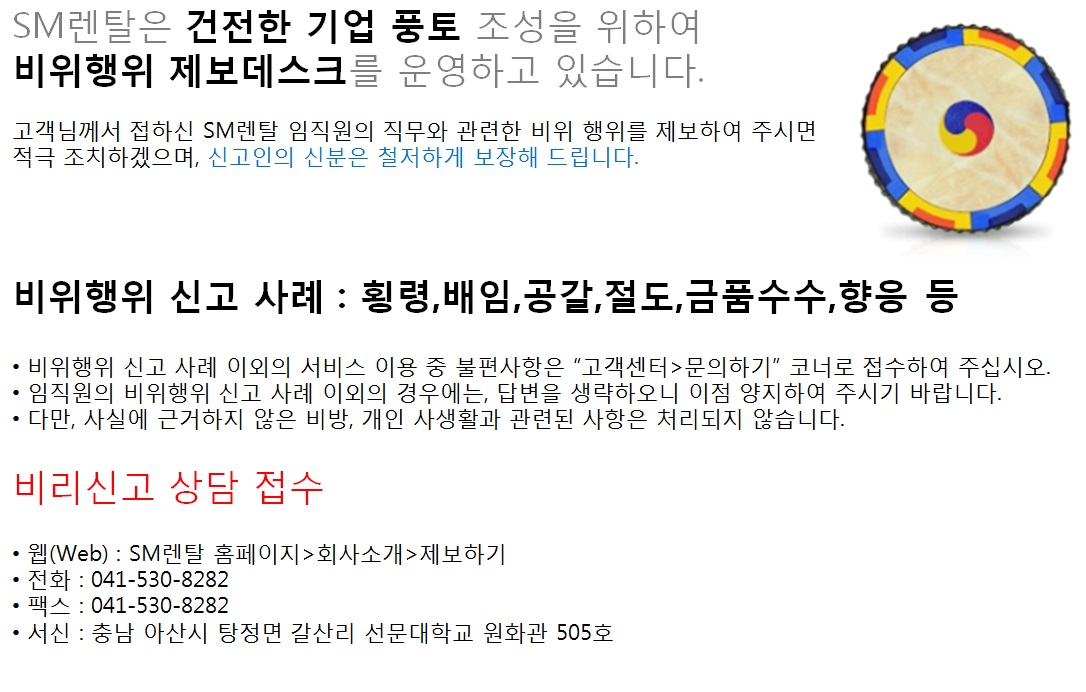 SM렌탈은 건전한 기업 풍토 조성을 위하여
비위행위 제보데스크를 운영하고 있습니다.
고객님께서 접하신 SM렌탈 임직원의 직무와 관련한 비위 행위를 제보하여 주시면
적극 조치하겠으며, 신고인의 신분은 철저하게 보장해 드립니다.
비위행위 신고 사례 : 횡령,배임,공갈,절도,금품수수,향응 등
• 비위행위 신고 사례 이외의 서비스 이용 중 불편사항은 “고객센터>문의하기” 코너로 접수하여 주십시오.
• 임직원의 비위행위 신고 사례 이외의 경우에는, 답변을 생략하오니 이점 양지하여 주시기 바랍니다.
• 다만, 사실에 근거하지 않은 비방, 개인 사생활과 관련된 사항은 처리되지 않습니다.
비리신고 상담 접수
• 웹(Web) : SM렌탈 홈페이지>회사소개>제보하기
• 전화 : 041-530-8282
• 팩스 : 041-530-8282
• 서신 : 충남 아산시 탕정면 갈산리 선문대학교 원화관 505호